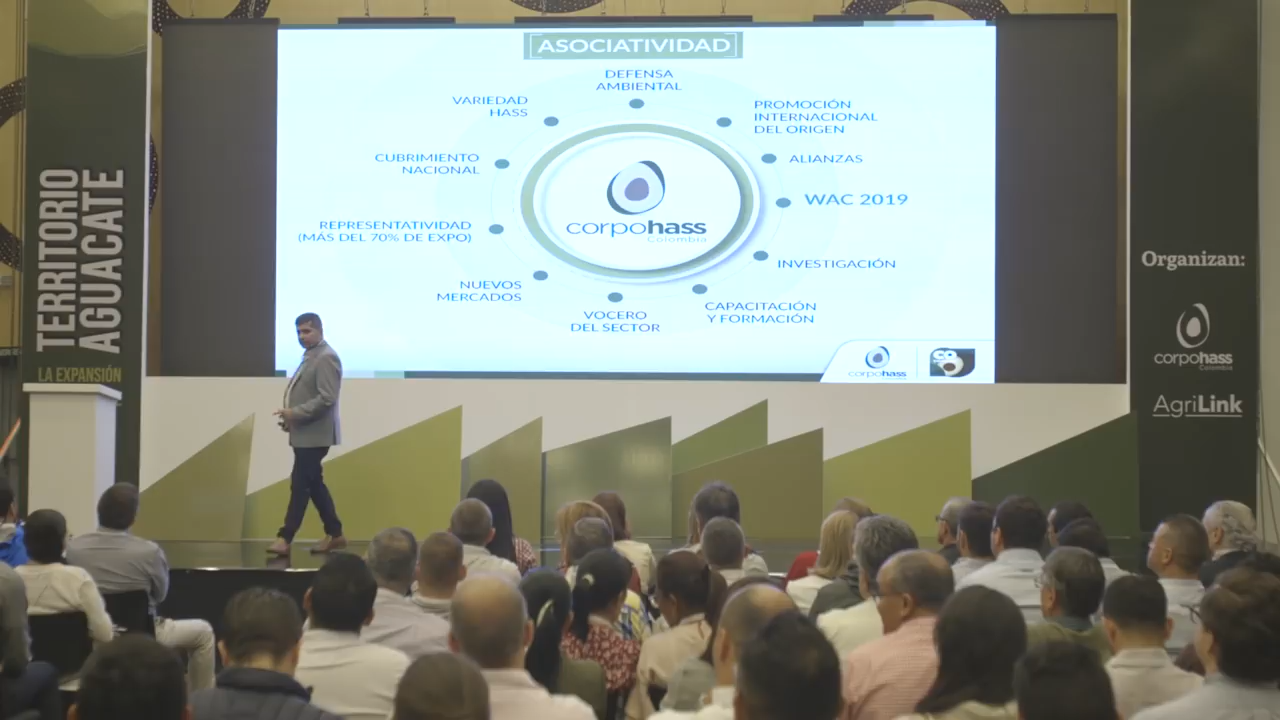 TERRITORIO
AGUACATE
LA EXPANSIÓN
ASOCIATIVIDAD
DEFENSA
AMBIENTAL
VARIEDAD
HASS
PROMOCIÓN
INTERNACIONAL
DEL ORIGEN
CUBRIMIENTO
NACIONAL
ALIANZAS
WAC 2019
REPRESENTATIVIDAD
(MÁS DEL 70% DE EXPO)
corpohass
Colombia
INVESTIGACIÓN
NUEVOS
MERCADOS
CAPACITACIÓN
Y FORMACIÓN
VOCERO
DEL SECTOR
corpohass
CO
Organizan:
corpohass
Colombia
AgriLink